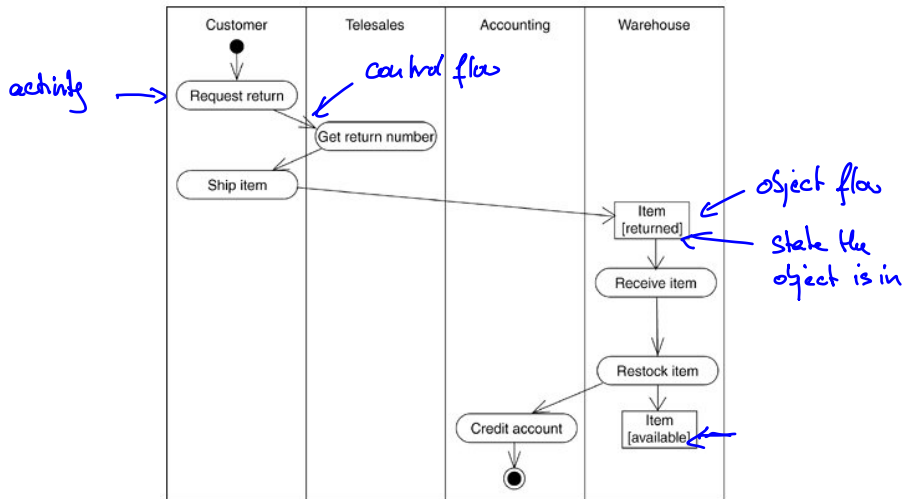 Customer
Telesales
Accounting
Warehouse
control flow
activity
Request return
Get return number
Ship item
object flow
Item
[returned]
state the
object is in
Receive item
Restock item
Credit account
Item
[available]